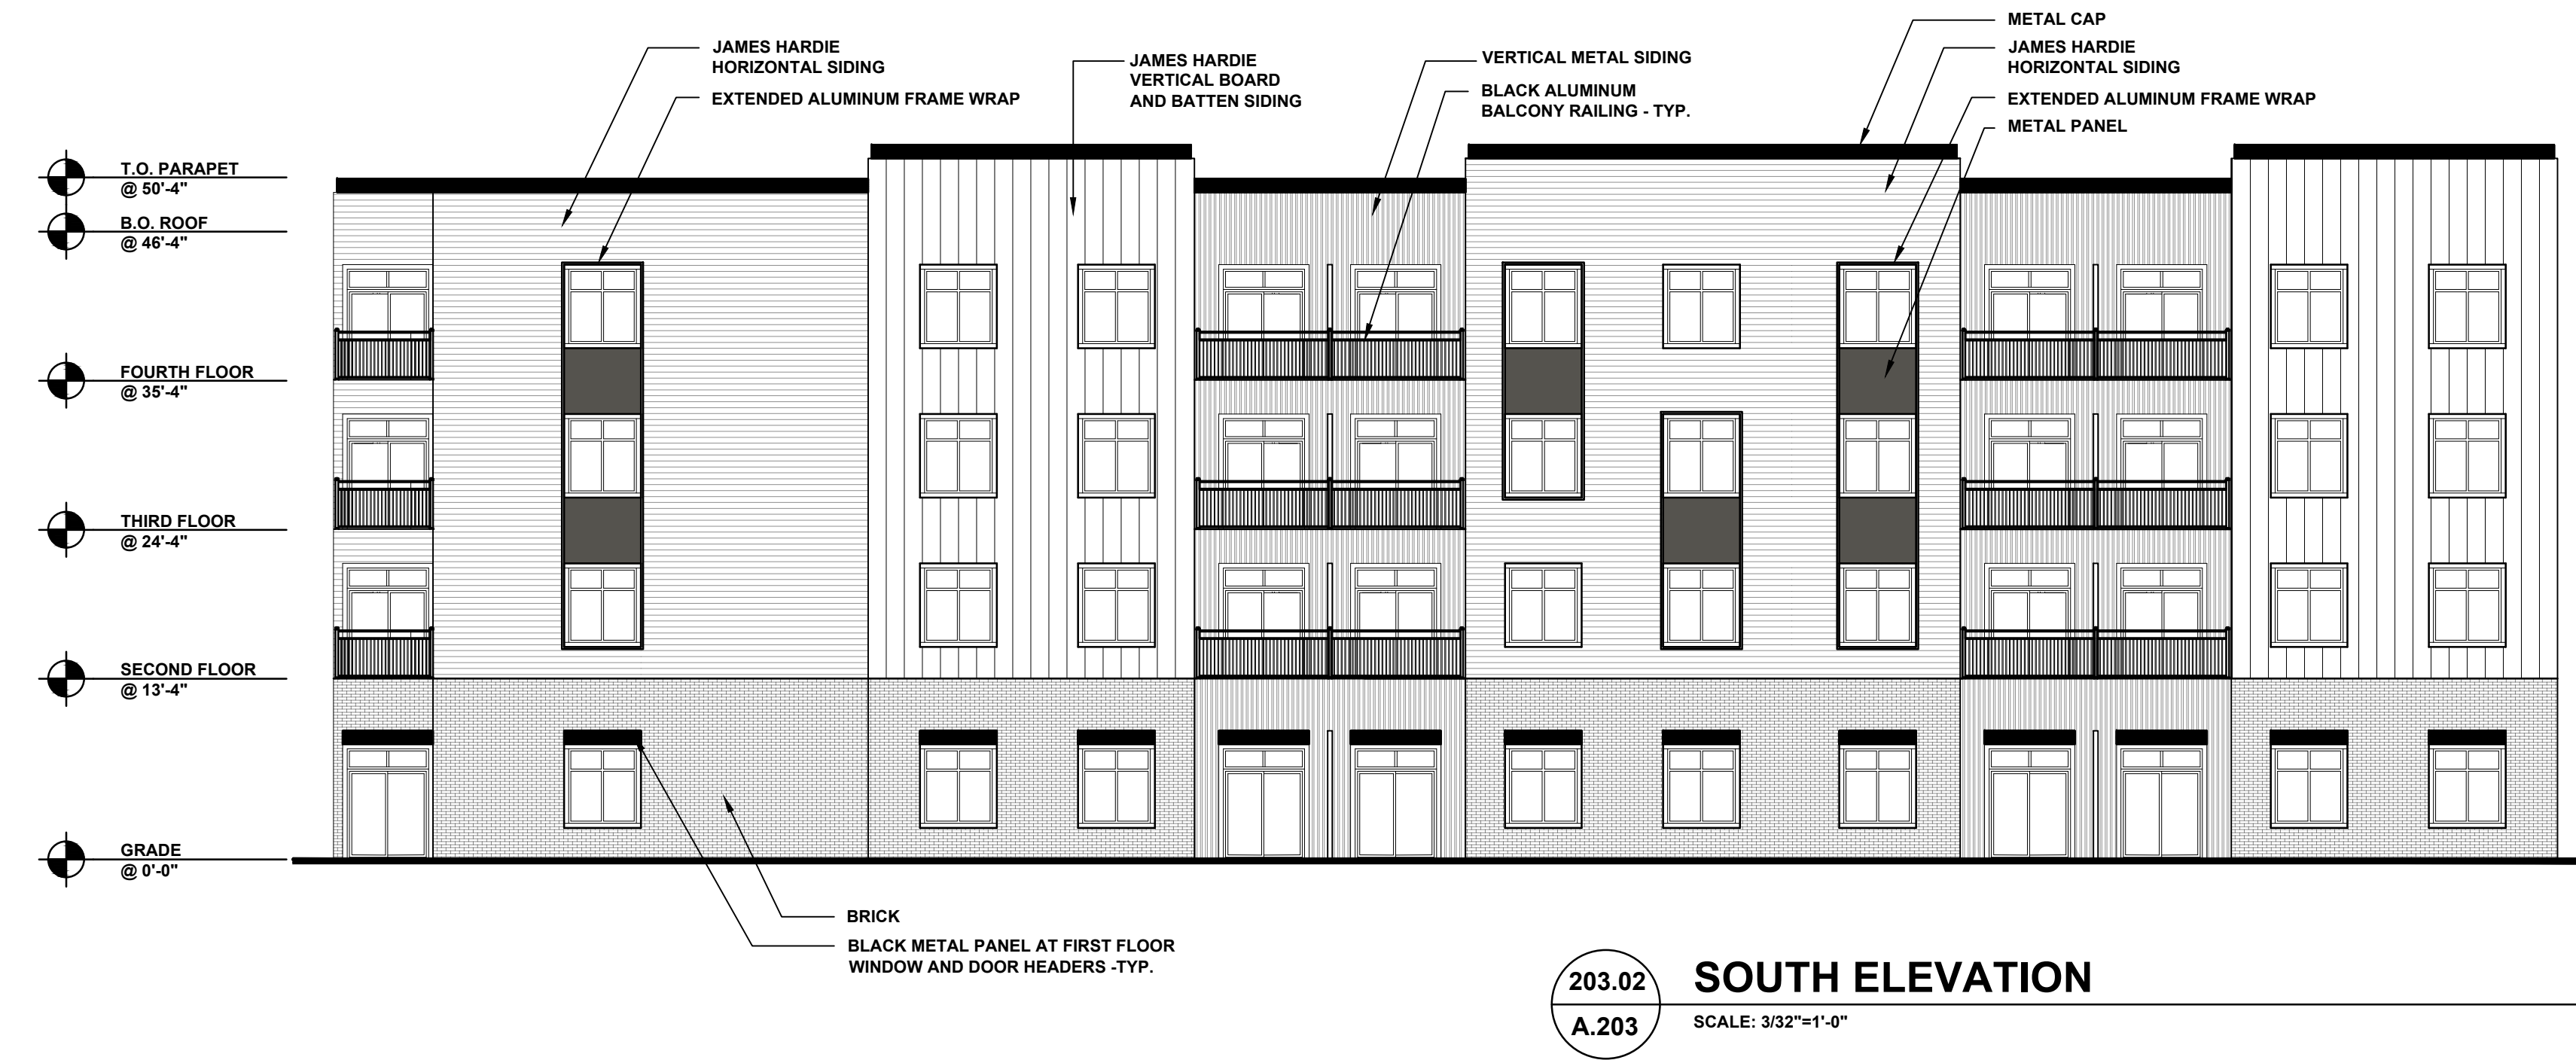 JAMES HARDIE
HORIZONTAL SIDING
EXTENDED ALUMINUM FRAME WRAP
JAMES HARDIE
VERTICAL BOARD
AND BATTEN SIDING
VERTICAL METAL SIDING
BLACK ALUMINUM
BALCONY RAILING - TYP.
METAL CAP
JAMES HARDIE
HORIZONTAL SIDING
EXTENDED ALUMINUM FRAME WRAP
METAL PANEL
T.O. PARAPET
@ 50'-4"
B.O. ROOF
@ 46'-4"
FOURTH FLOOR
@ 35'-4"
THIRD FLOOR
@ 24'-4"
SECOND FLOOR
@ 13'-4"
GRADE
@ 0'-0"
BRICK
BLACK METAL PANEL AT FIRST FLOOR
WINDOW AND DOOR HEADERS -TYP.
203.02
A.203
SOUTH ELEVATION
SCALE: 3/32"=1'-0"